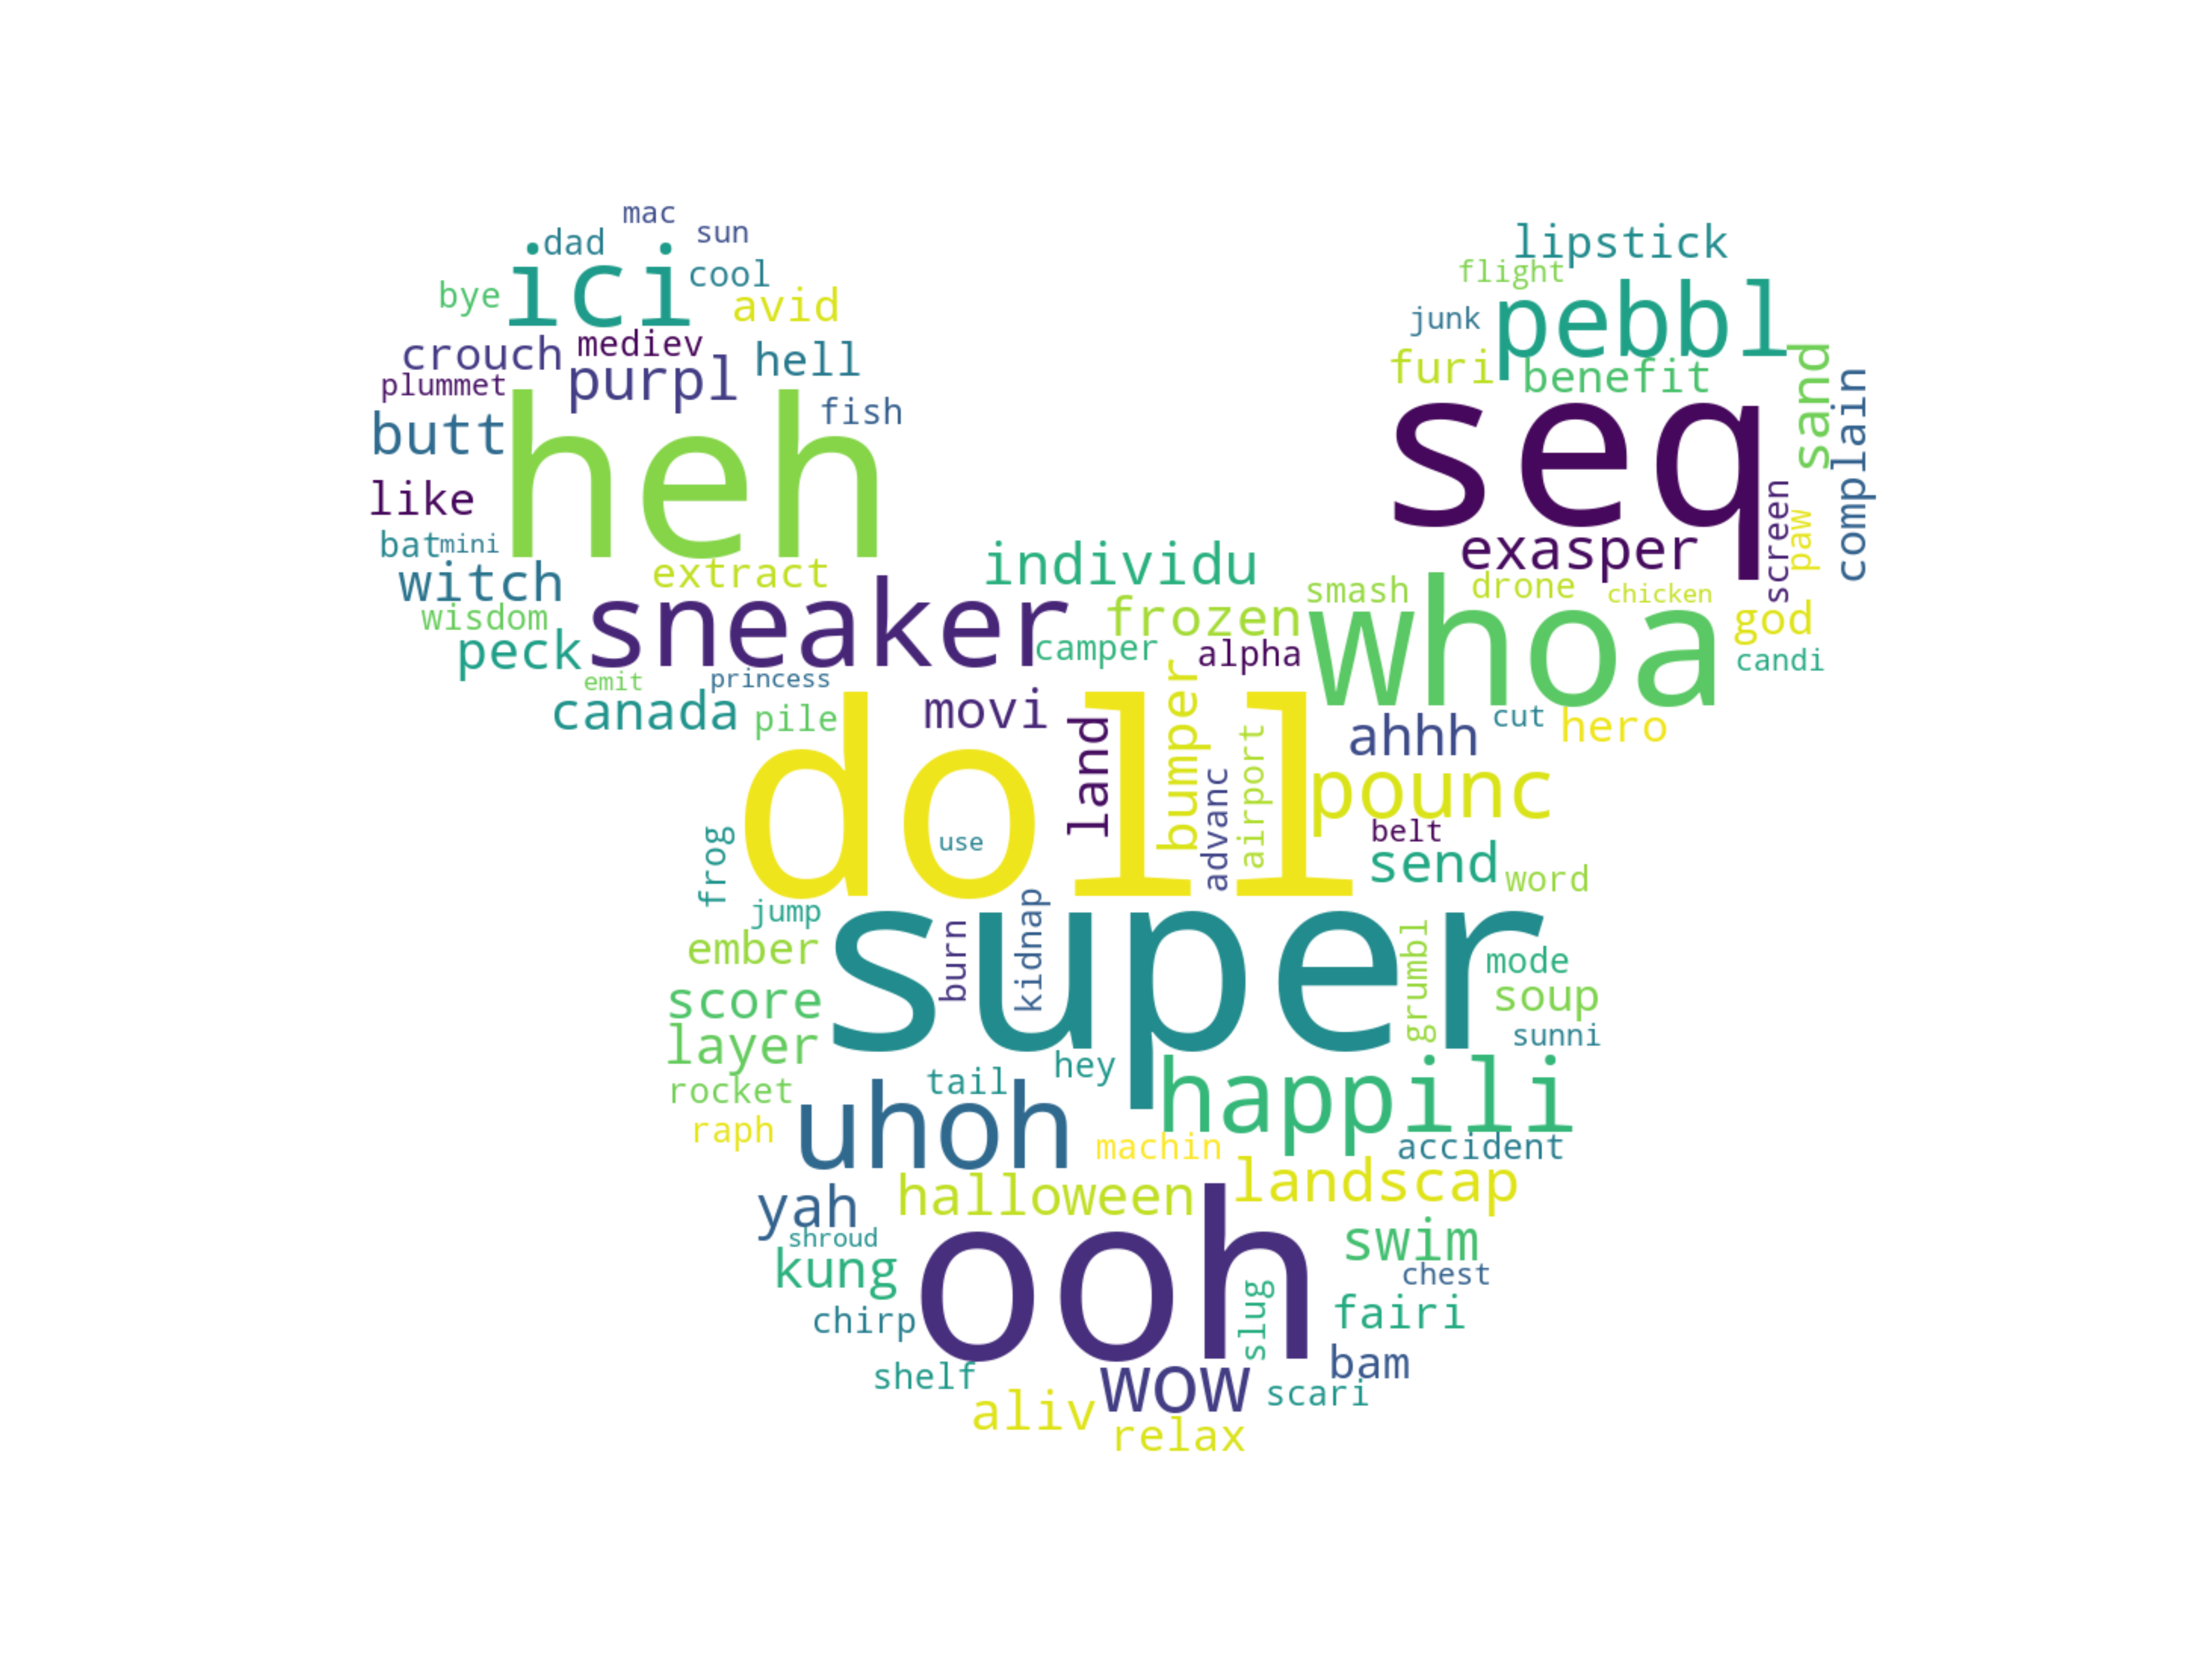 mac
dad
sun
ici
cool
bye
avid
crouch
mediev
hell
plummet
purpl
fish
butt
heh
like
bat
mini
witch
extract
wisdom
sneaker
peck
emit
princess
canada
pile
lipstick
flight
junk
pebbl
furi
benefit
sand
complain
seq
screen
paw
exasper
drone
chicken
smash
whoa
god
candi
individu
frozen
camper
alpha
movi
land
bumper
advanc
airport
ahhh
cut
hero
doll
use
pounc
belt
send
word
frog
jump
ember
super
burn
kidnap
grumbl
mode
soup
sunni
score
layer
rocket
raph
tail
hey
uhoh
happili
machin
accident
halloween
landscap
yah
shroud
kung
ooh
slug
swim
chest
fairi
chirp
bam
shelf
wow
scari
aliv
relax